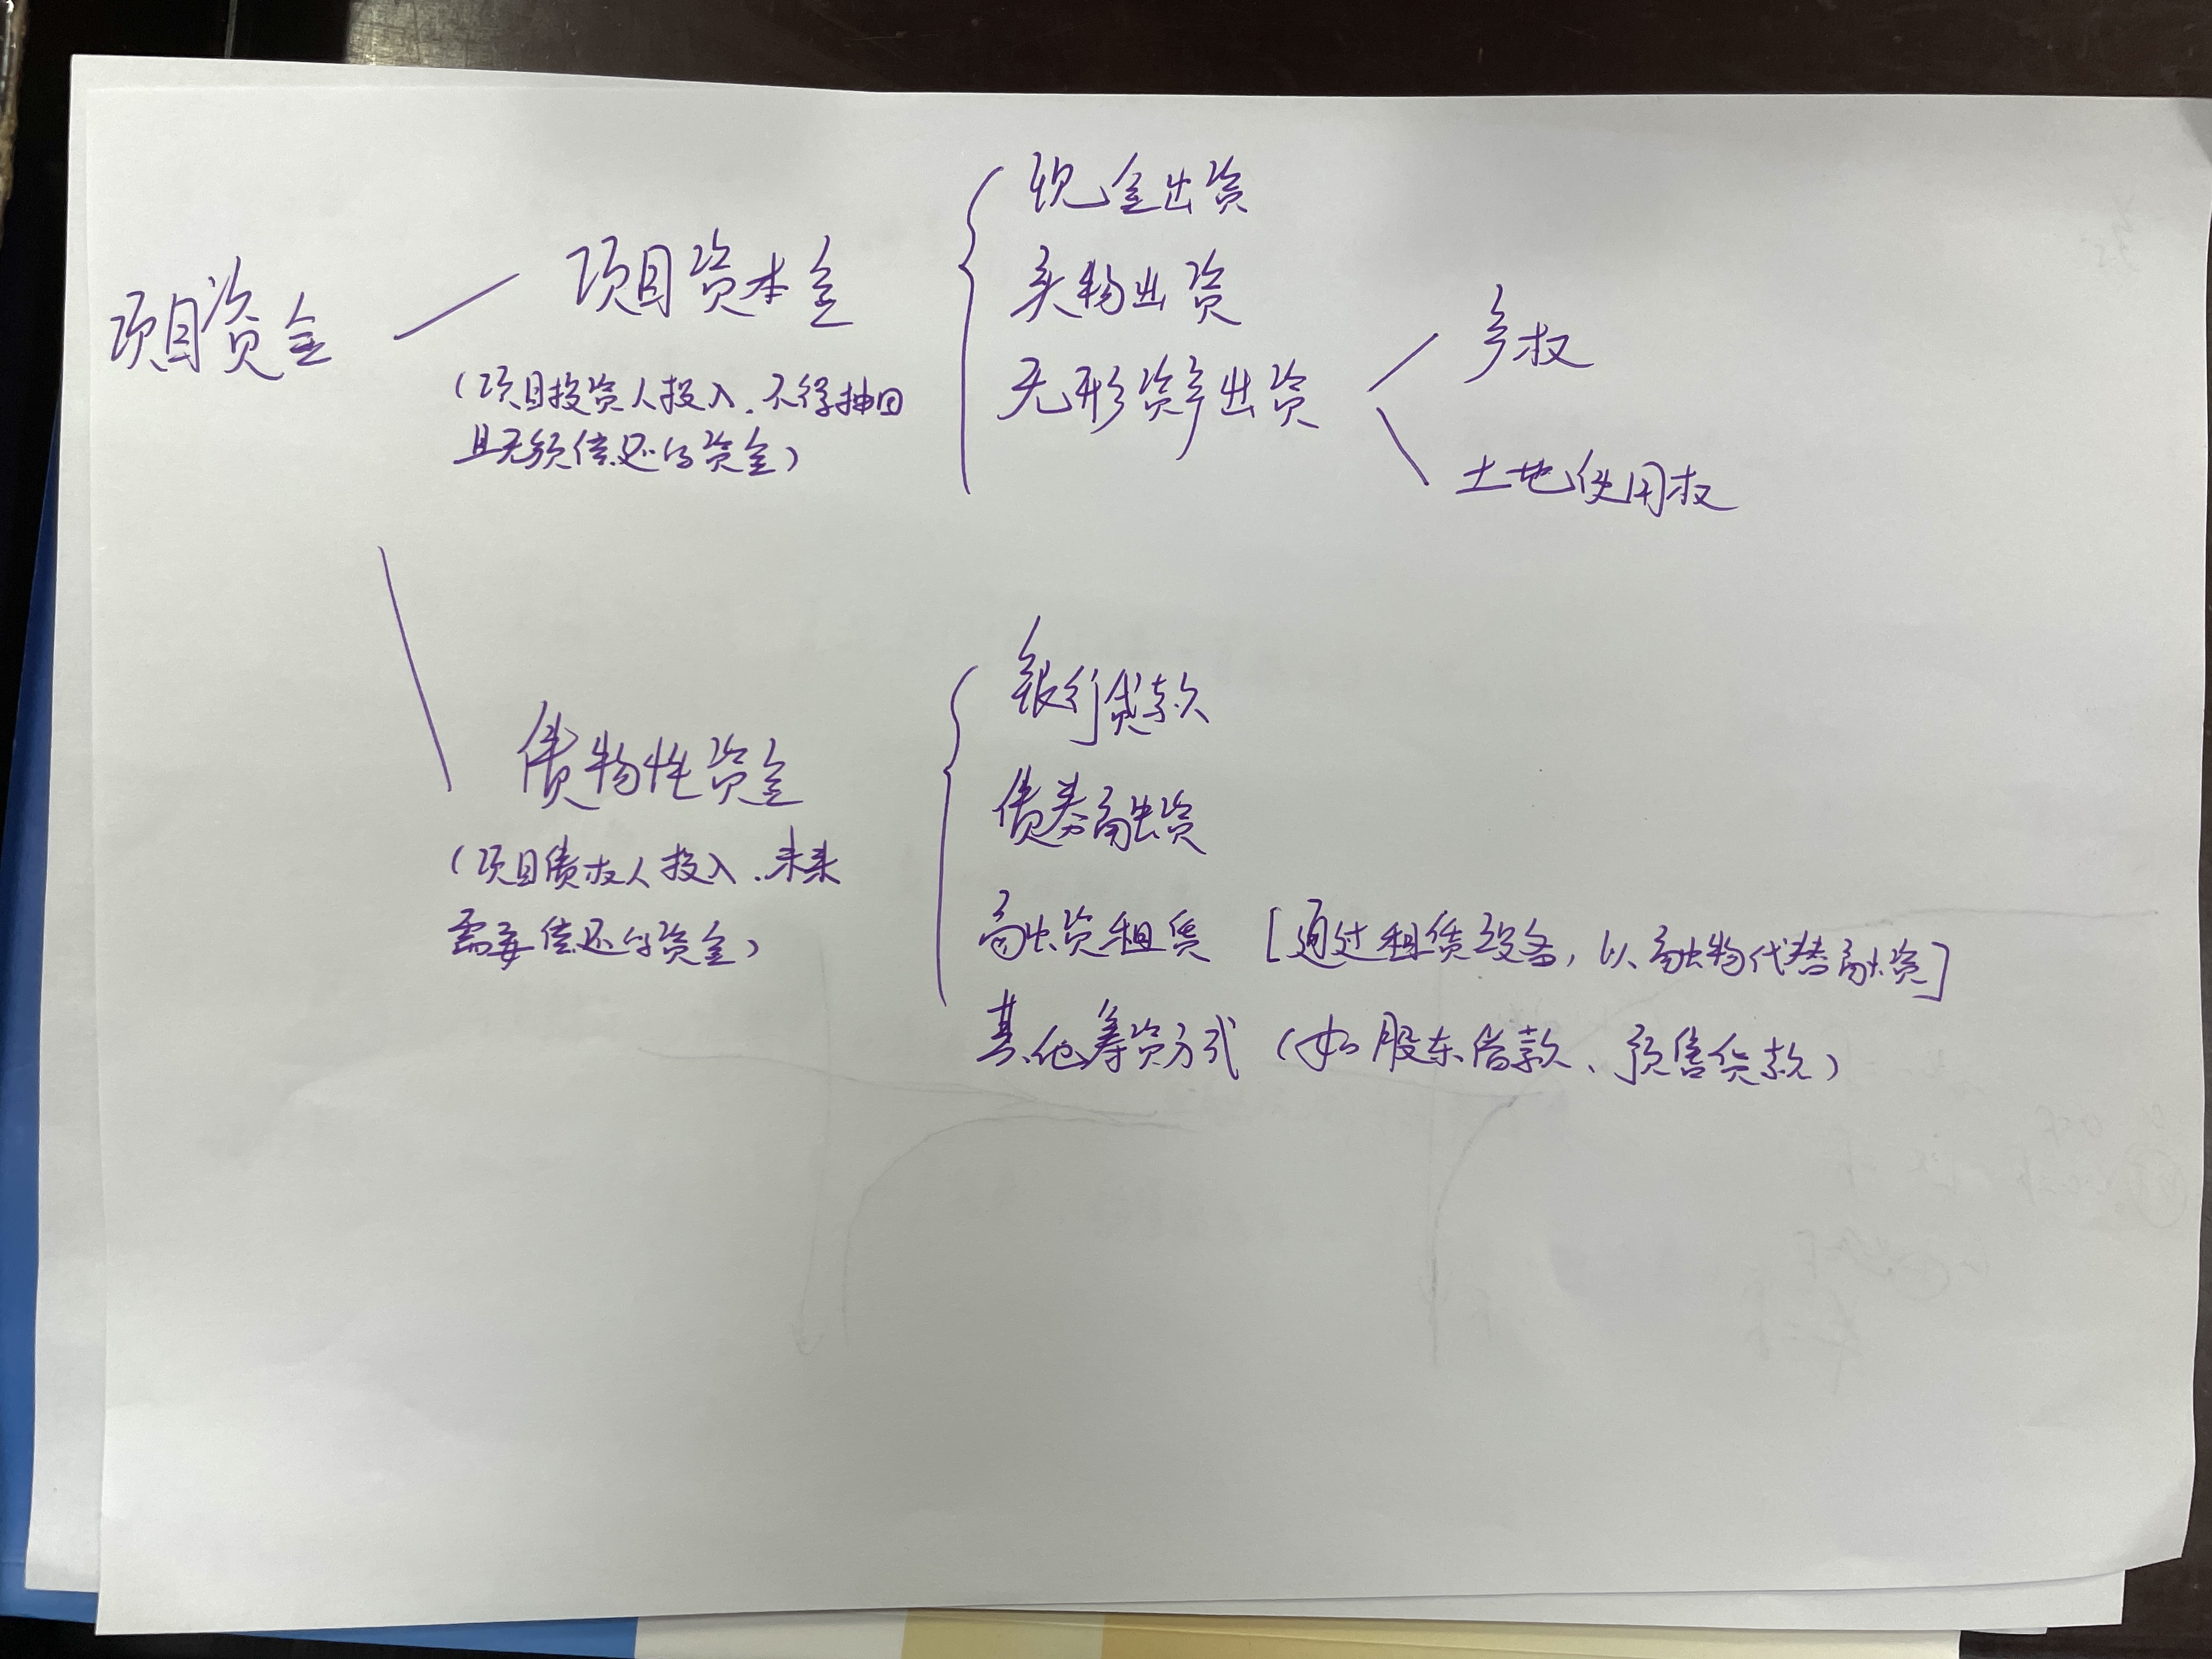 项目资金
项目资本金
(项目投资人投入.不得抽回
且无须偿还的资金)
现金出资
实物出资
无形资产出资
产权
土地使用权
债物性资金
(项目债权人投入.未来
需要偿还的资金)
银行贷款
债券融资
融资租赁 [通过租赁设备,以融物代替融资]
其他筹资方式 (如股东借款、预售货款)